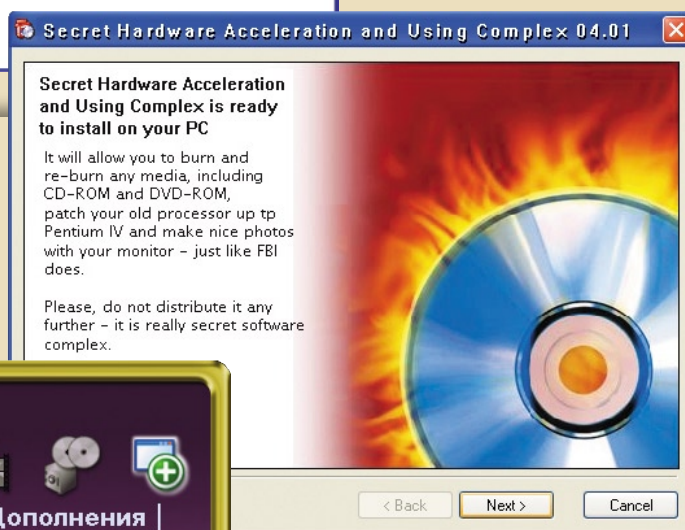 Secret Hardware Acceleration and Using Complex 04.01
Secret Hardware Acceleration
and Using Complex is ready
to install on your PC
It will allow you to burn and
re-burn any media, including
CD-ROM and DVD-ROM,
patch your old processor up tp
Pentium IV and make nice photos
with your monitor - just like FBI
does.
Please, do not distribute it any
further - it is really secret software
complex.
Дополнения |
< Back
Next >
Cancel